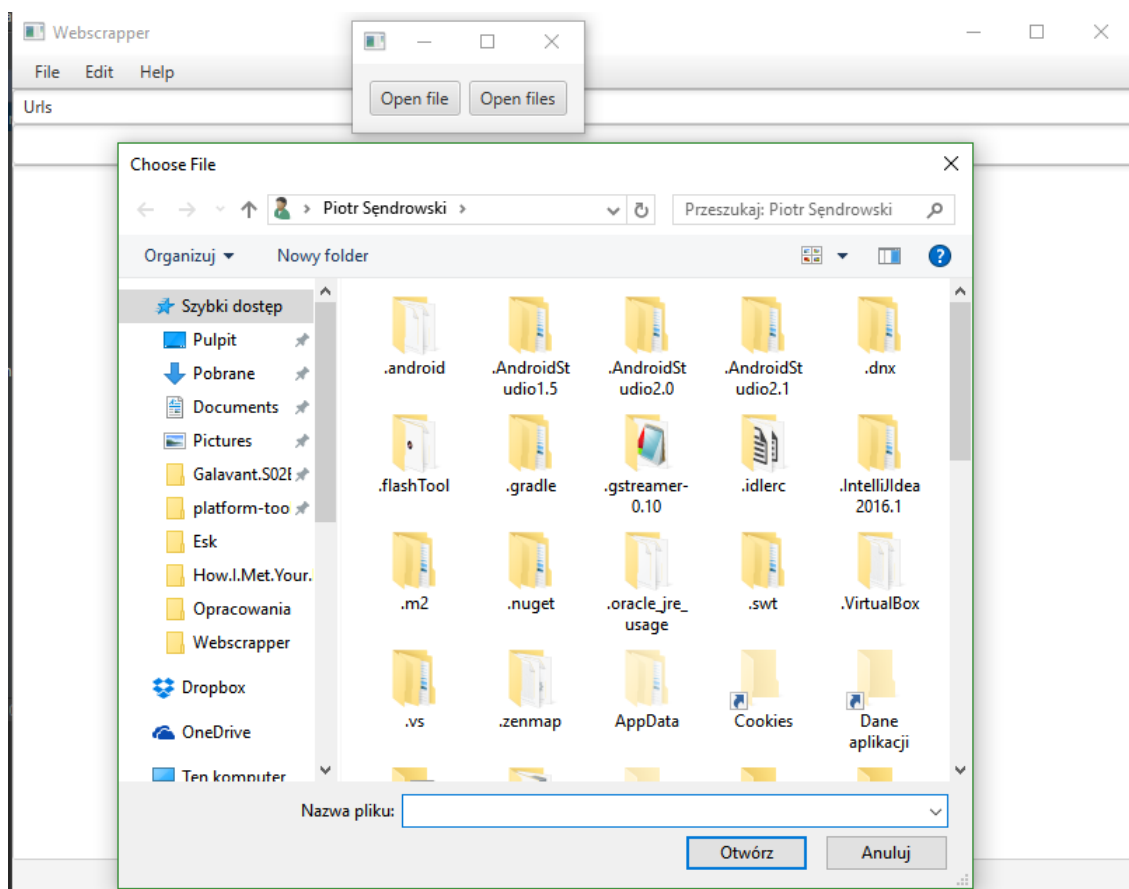 Webscrapper
File Edit Help
Open file Open files
Urls
Choose File
Piotr Sęndrowski
Przeszukaj: Piotr Sęndrowski
Organizuj Nowy folder
Szybki dostęp
Pulpit
Pobrane
Documents
Pictures
Galavant.S02E
platform-too
Esk
How.I.Met.Your.
Opracowania
Webscrapper
Dropbox
OneDrive
Ten komputer
.android
.AndroidSt
udio1.5
.AndroidSt
udio2.0
.AndroidSt
udio2.1
.dnx
.flashTool
.gradle
.gstreamer-
0.10
.idlerc
.IntelliJIdea
2016.1
.m2
.nuget
.oracle_jre_
usage
.swt
.VirtualBox
.vs
.zenmap
AppData
Cookies
Dane
aplikacji
Nazwa pliku:
Otwórz Anuluj